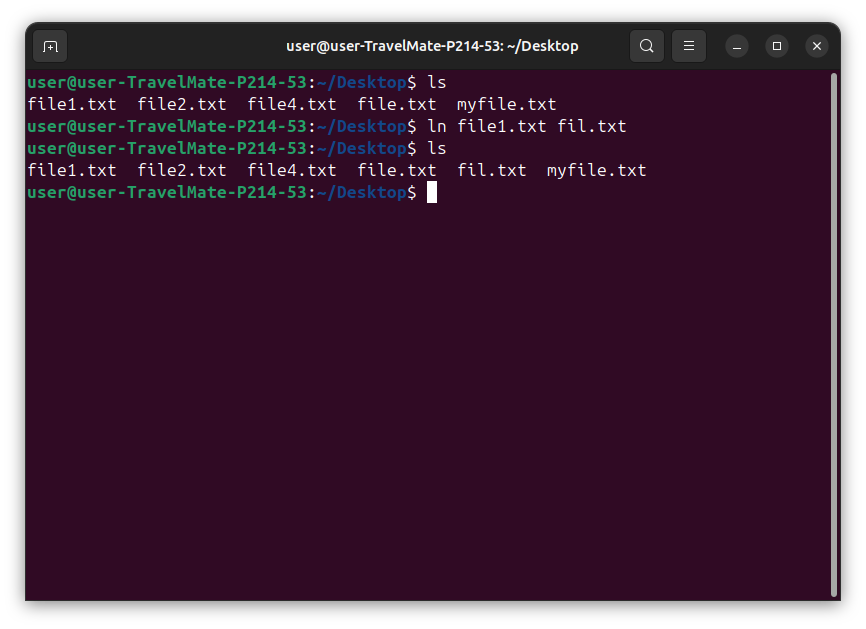 user@user-TravelMate-P214-53: ~/Desktop
user@user-TravelMate-P214-53:~/Desktop$ ls
file1.txt  file2.txt  file4.txt  file.txt  myfile.txt
user@user-TravelMate-P214-53:~/Desktop$ ln file1.txt fil.txt
user@user-TravelMate-P214-53:~/Desktop$ ls
file1.txt  file2.txt  file4.txt  file.txt  fil.txt  myfile.txt
user@user-TravelMate-P214-53:~/Desktop$